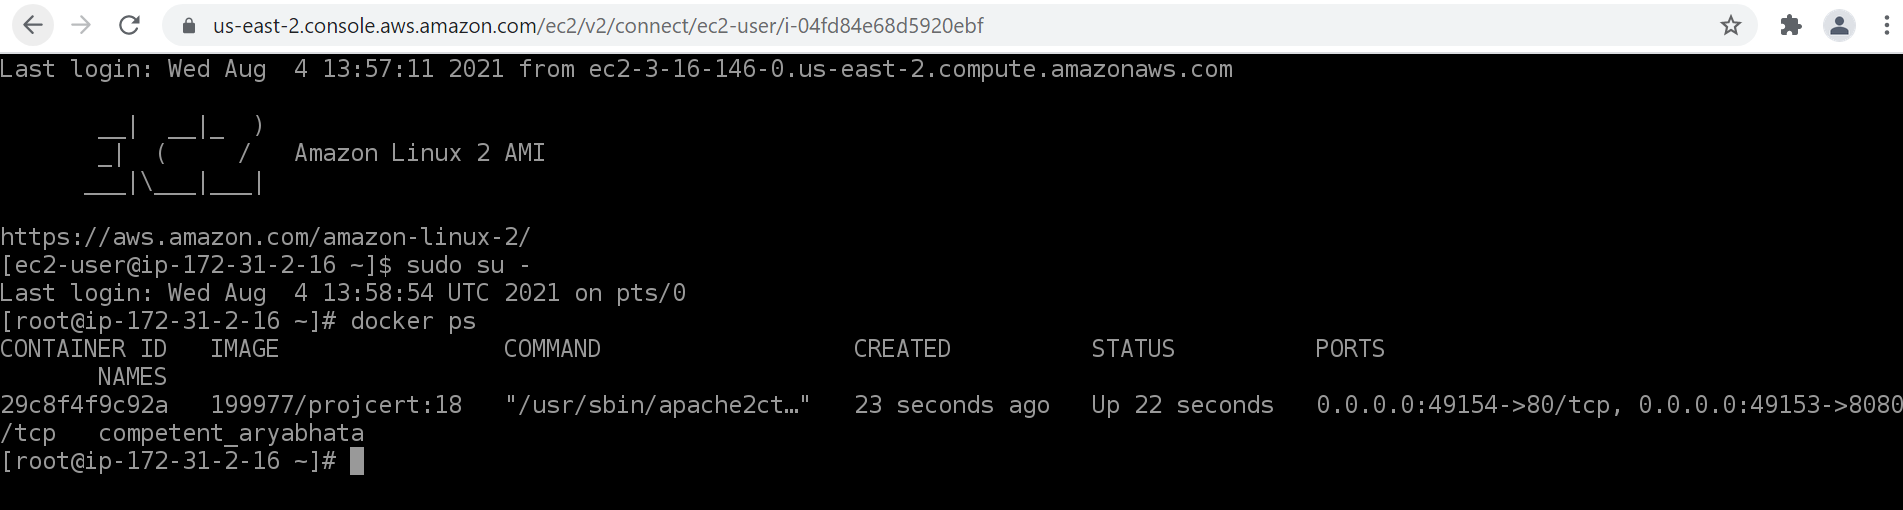 us-east-2.console.aws.amazon.com/ec2/v2/connect/ec2-user/i-04fd84e68d5920ebf
Last login: Wed Aug  4 13:57:11 2021 from ec2-3-16-146-0.us-east-2.compute.amazonaws.com
       __|  __|_  )
       _|  (     /   Amazon Linux 2 AMI
      ___|\___|___|
https://aws.amazon.com/amazon-linux-2/
[ec2-user@ip-172-31-2-16 ~]$ sudo su -
Last login: Wed Aug  4 13:58:54 UTC 2021 on pts/0
[root@ip-172-31-2-16 ~]# docker ps
CONTAINER ID   IMAGE                COMMAND                  CREATED          STATUS          PORTS
       NAMES
29c8f4f9c92a   199977/projcert:18   "/usr/sbin/apache2ct…"   23 seconds ago   Up 22 seconds   0.0.0.0:49154->80/tcp, 0.0.0.0:49153->8080
/tcp   competent_aryabhata
[root@ip-172-31-2-16 ~]#